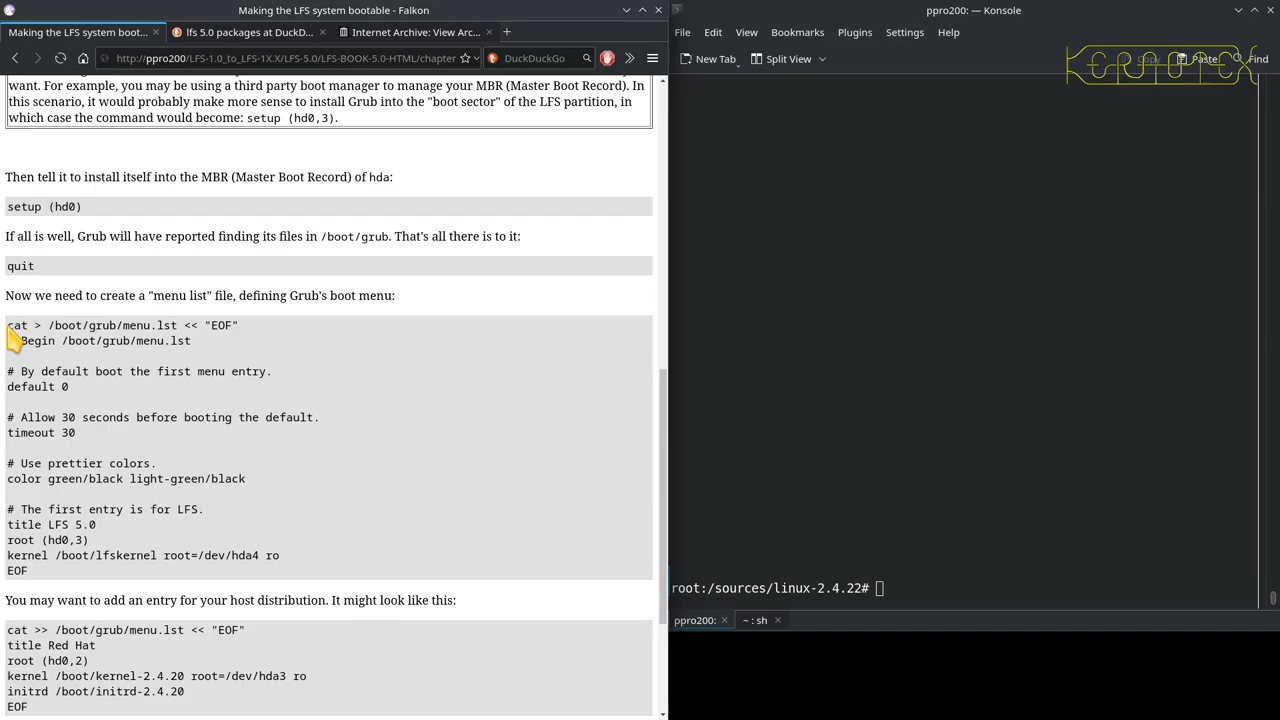 Making the LFS system bootable - Falkon
Making the LFS system boot...
lfs 5.0 packages at DuckD...
Internet Archive: View Arc...
http://ppro200/LFS-1.0_to_LFS-1X.X/LFS-5.0/LFS-BOOK-5.0-HTML/chapter
DuckDuckGo
want. For example, you may be using a third party boot manager to manage your MBR (Master Boot Record). In
this scenario, it would probably make more sense to install Grub into the "boot sector" of the LFS partition, in
which case the command would become: setup (hd0,3).
Then tell it to install itself into the MBR (Master Boot Record) of hda:
setup (hd0)
If all is well, Grub will have reported finding its files in /boot/grub. That's all there is to it:
quit
Now we need to create a "menu list" file, defining Grub's boot menu:
cat > /boot/grub/menu.lst << "EOF"
Begin /boot/grub/menu.lst
# By default boot the first menu entry.
default 0
# Allow 30 seconds before booting the default.
timeout 30
# Use prettier colors.
color green/black light-green/black
# The first entry is for LFS.
title LFS 5.0
root (hd0,3)
kernel /boot/lfskernel root=/dev/hda4 ro
EOF
You may want to add an entry for your host distribution. It might look like this:
cat >> /boot/grub/menu.lst << "EOF"
title Red Hat
root (hd0,2)
kernel /boot/kernel-2.4.20 root=/dev/hda3 ro
initrd /boot/initrd-2.4.20
EOF
ppro200: — Konsole
File Edit View Bookmarks Plugins Settings Help
New Tab Split View Copy Paste Find
root:/sources/linux-2.4.22#
ppro200:
~ : sh